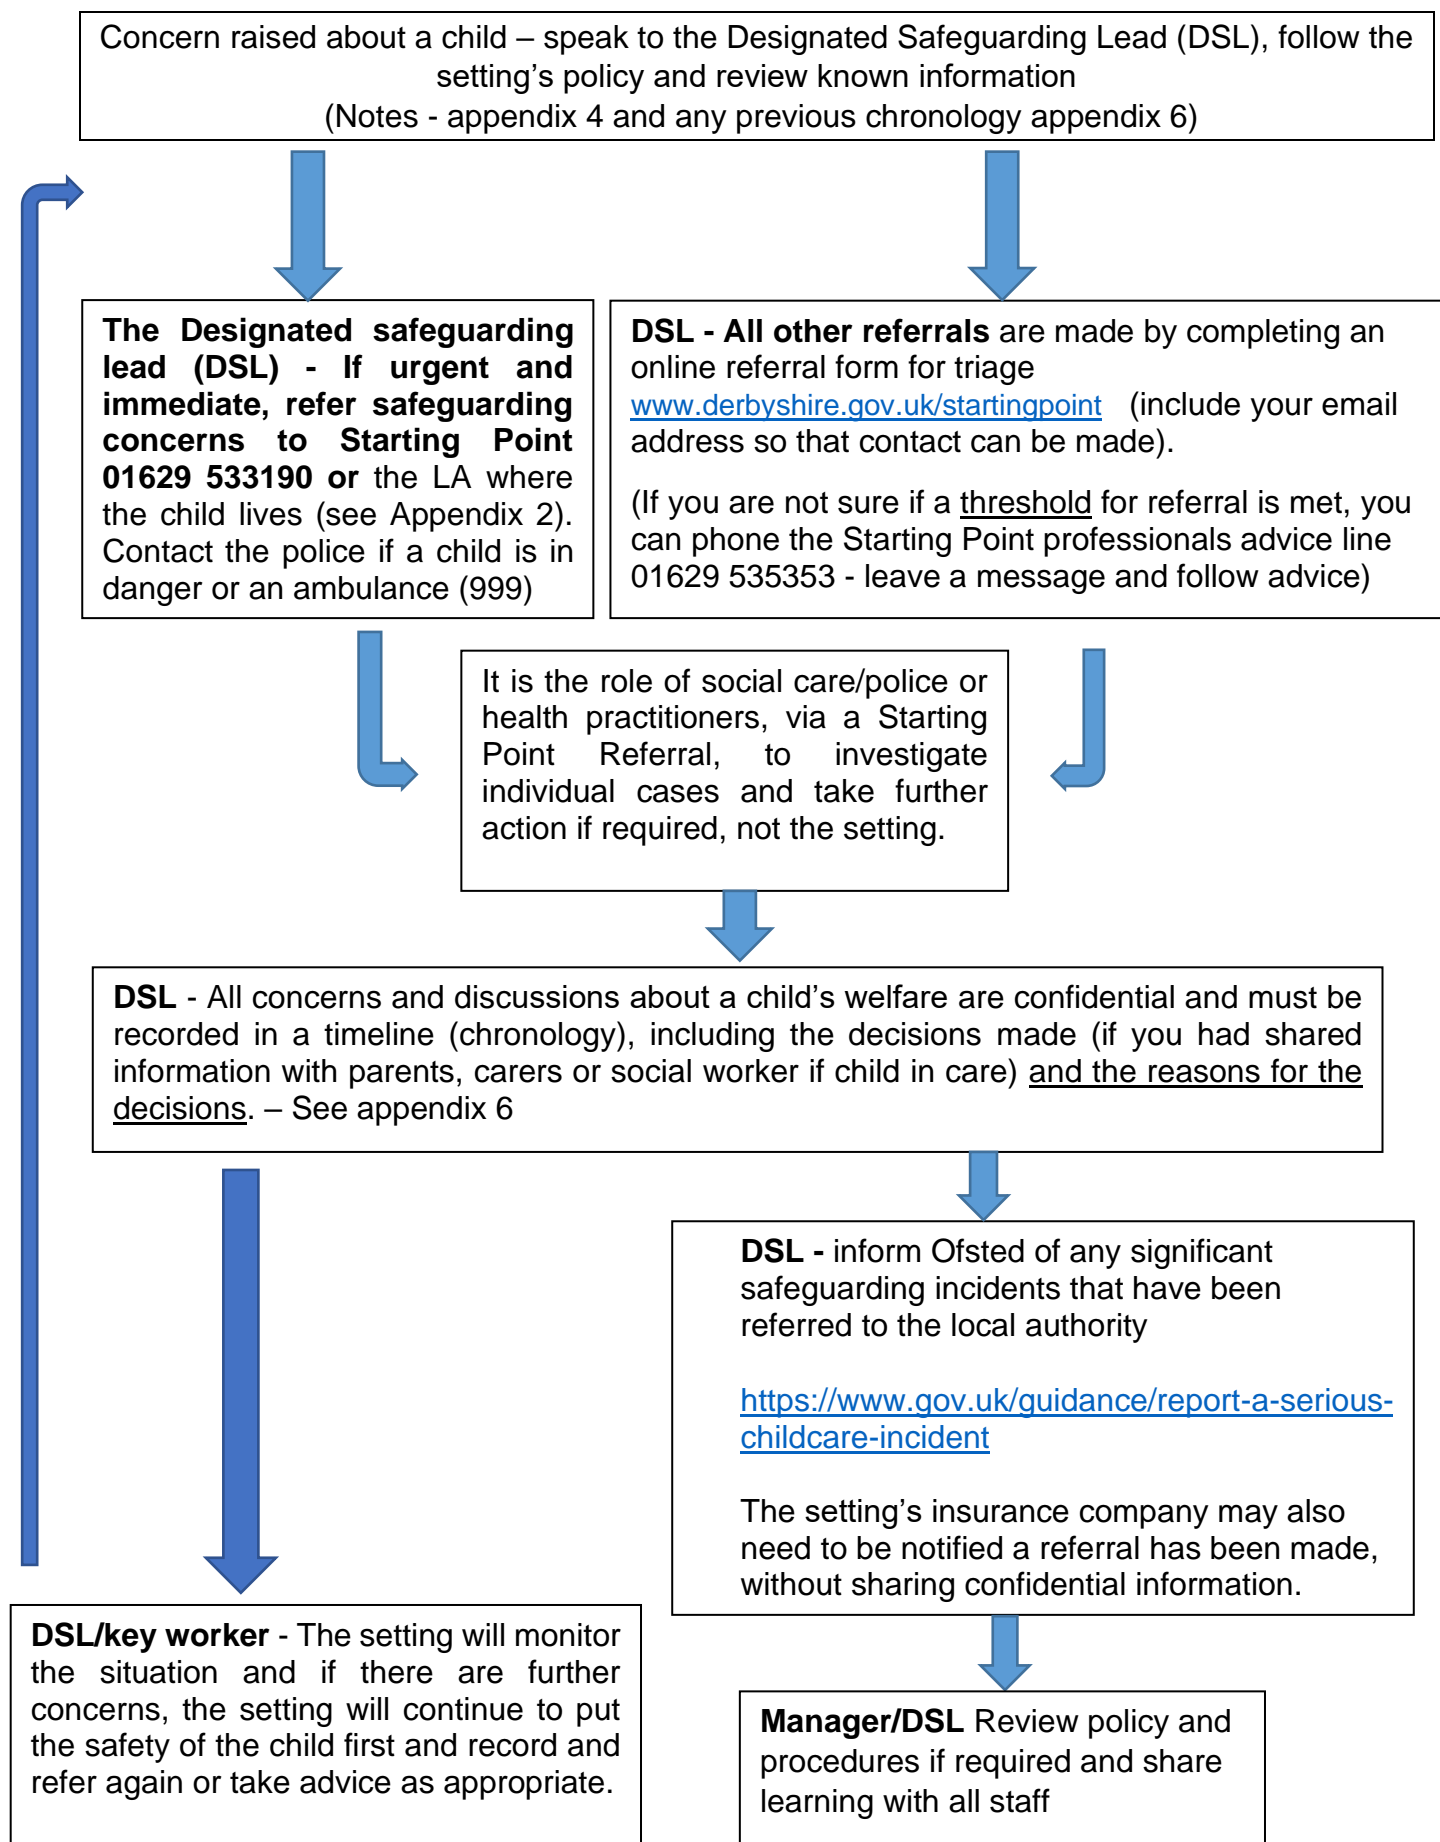 Concern raised about a child – speak to the Designated Safeguarding Lead (DSL), follow the
setting’s policy and review known information
(Notes - appendix 4 and any previous chronology appendix 6)
The Designated safeguarding
lead (DSL) - If urgent and
immediate, refer safeguarding
concerns to Starting Point
01629 533190 or the LA where
the child lives (see Appendix 2).
Contact the police if a child is in
danger or an ambulance (999)
DSL - All other referrals are made by completing an
online referral form for triage
www.derbyshire.gov.uk/startingpoint (include your email
address so that contact can be made).
(If you are not sure if a threshold for referral is met, you
can phone the Starting Point professionals advice line
01629 535353 - leave a message and follow advice)
It is the role of social care/police or
health practitioners, via a Starting
Point Referral, to investigate
individual cases and take further
action if required, not the setting.
DSL - All concerns and discussions about a child’s welfare are confidential and must be
recorded in a timeline (chronology), including the decisions made (if you had shared
information with parents, carers or social worker if child in care) and the reasons for the
decisions. – See appendix 6
DSL - inform Ofsted of any significant
safeguarding incidents that have been
referred to the local authority
https://www.gov.uk/guidance/report-a-serious-
childcare-incident
The setting’s insurance company may also
need to be notified a referral has been made,
without sharing confidential information.
DSL/key worker - The setting will monitor
the situation and if there are further
concerns, the setting will continue to put
the safety of the child first and record and
refer again or take advice as appropriate.
Manager/DSL Review policy and
procedures if required and share
learning with all staff